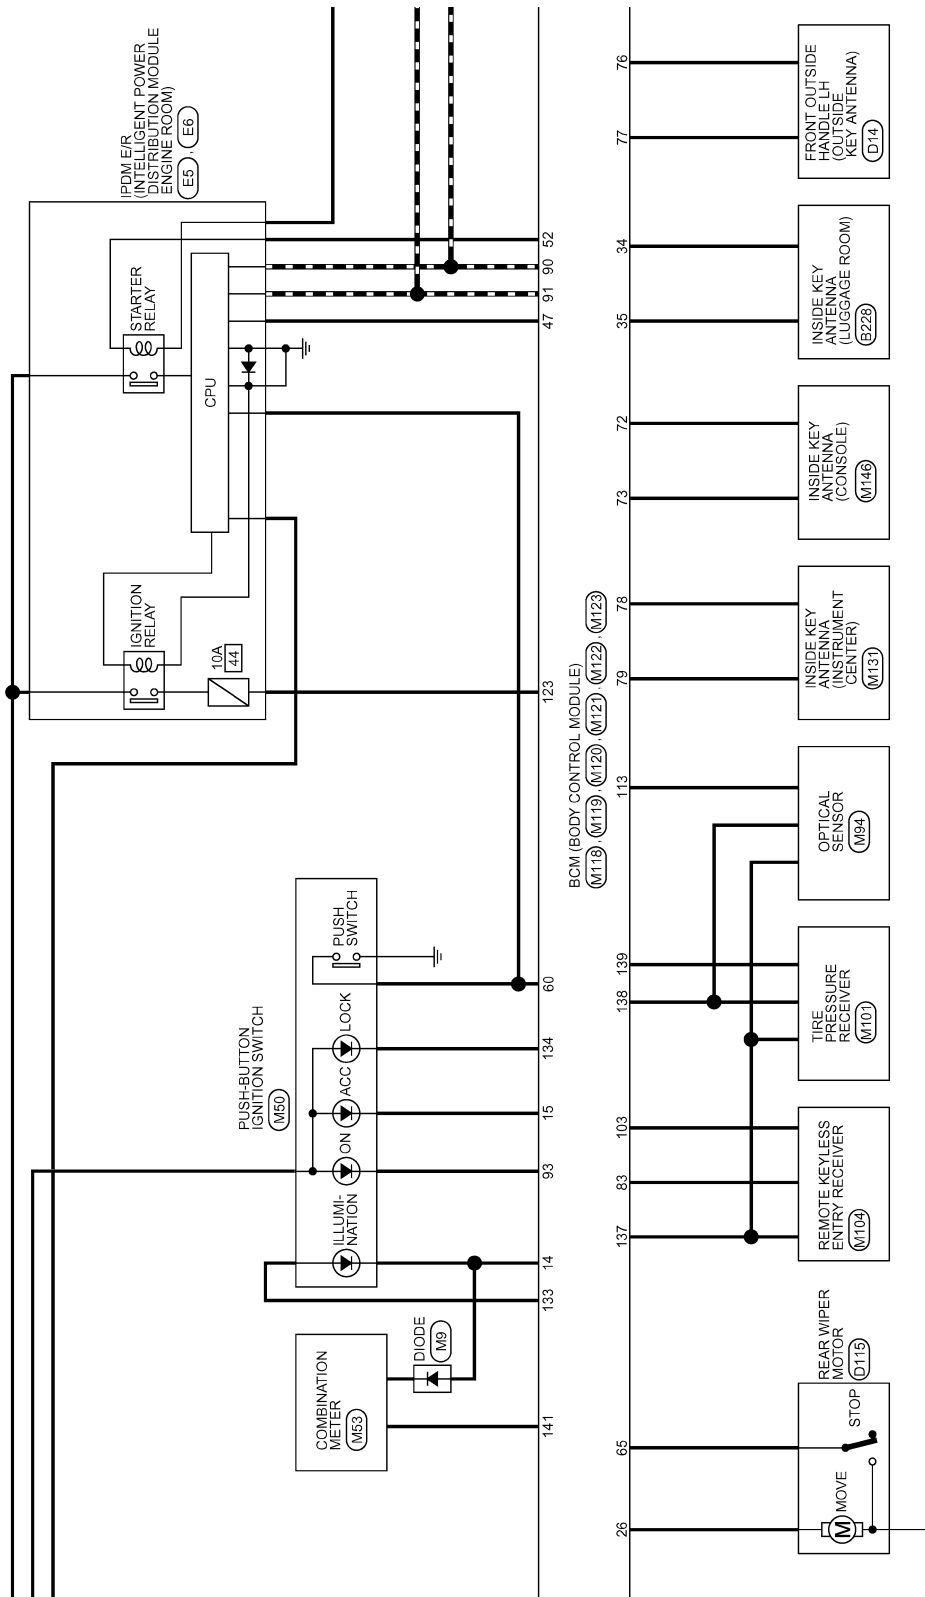 IPDM E/R
(INTELLIGENT POWER
DISTRIBUTION MODULE
ENGINE ROOM)
E5 , E6
STARTER
RELAY
CPU
IGNITION
RELAY
10A
44
52
90
91
47
123
60
134
15
93
14
133
141
PUSH-BUTTON
IGNITION SWITCH
M50
PUSH
SWITCH
LOCK
ACC
ON
ILLUMI-
NATION
COMBINATION
METER
M53
DIODE
M9
BCM (BODY CONTROL MODULE)
M118 , M119 , M120 , M121 , M122 , M123
76
77
34
35
72
73
78
79
113
139
138
103
83
137
65
26
FRONT OUTSIDE
HANDLE LH
(OUTSIDE
KEY ANTENNA)
D14
INSIDE KEY
ANTENNA
(LUGGAGE ROOM)
B228
INSIDE KEY
ANTENNA
(CONSOLE)
M146
INSIDE KEY
ANTENNA
(INSTRUMENT
CENTER)
M131
OPTICAL
SENSOR
M94
TIRE
PRESSURE
RECEIVER
M101
REMOTE KEYLESS
ENTRY RECEIVER
M104
REAR WIPER
MOTOR
D115
STOP
MOVE
M